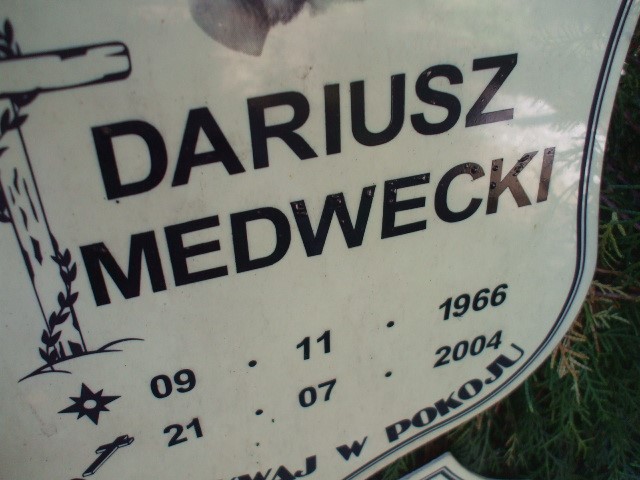 DARIUSZ
MEDWECKI
09 · 11 · 1966
21 · 07 · 2004
W POKOJU